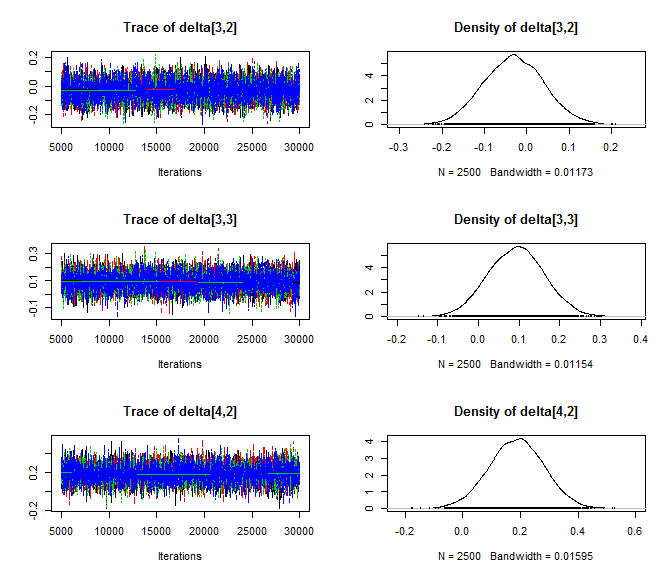 Trace of delta[3,2]
0.2
0.0
-0.2
5000 10000 15000 20000 25000 30000
Iterations
Density of delta[3,2]
4
2
0
-0.3 -0.1 0.0 0.1 0.2
N = 2500 Bandwidth = 0.01173
Trace of delta[3,3]
0.3
0.1
-0.1
5000 10000 15000 20000 25000 30000
Iterations
Density of delta[3,3]
4
2
0
-0.2 -0.1 0.0 0.1 0.2 0.3 0.4
N = 2500 Bandwidth = 0.01154
Trace of delta[4,2]
0.2
-0.2
5000 10000 15000 20000 25000 30000
Iterations
Density of delta[4,2]
4
3
2
1
0
-0.2 0.0 0.2 0.4 0.6
N = 2500 Bandwidth = 0.01595